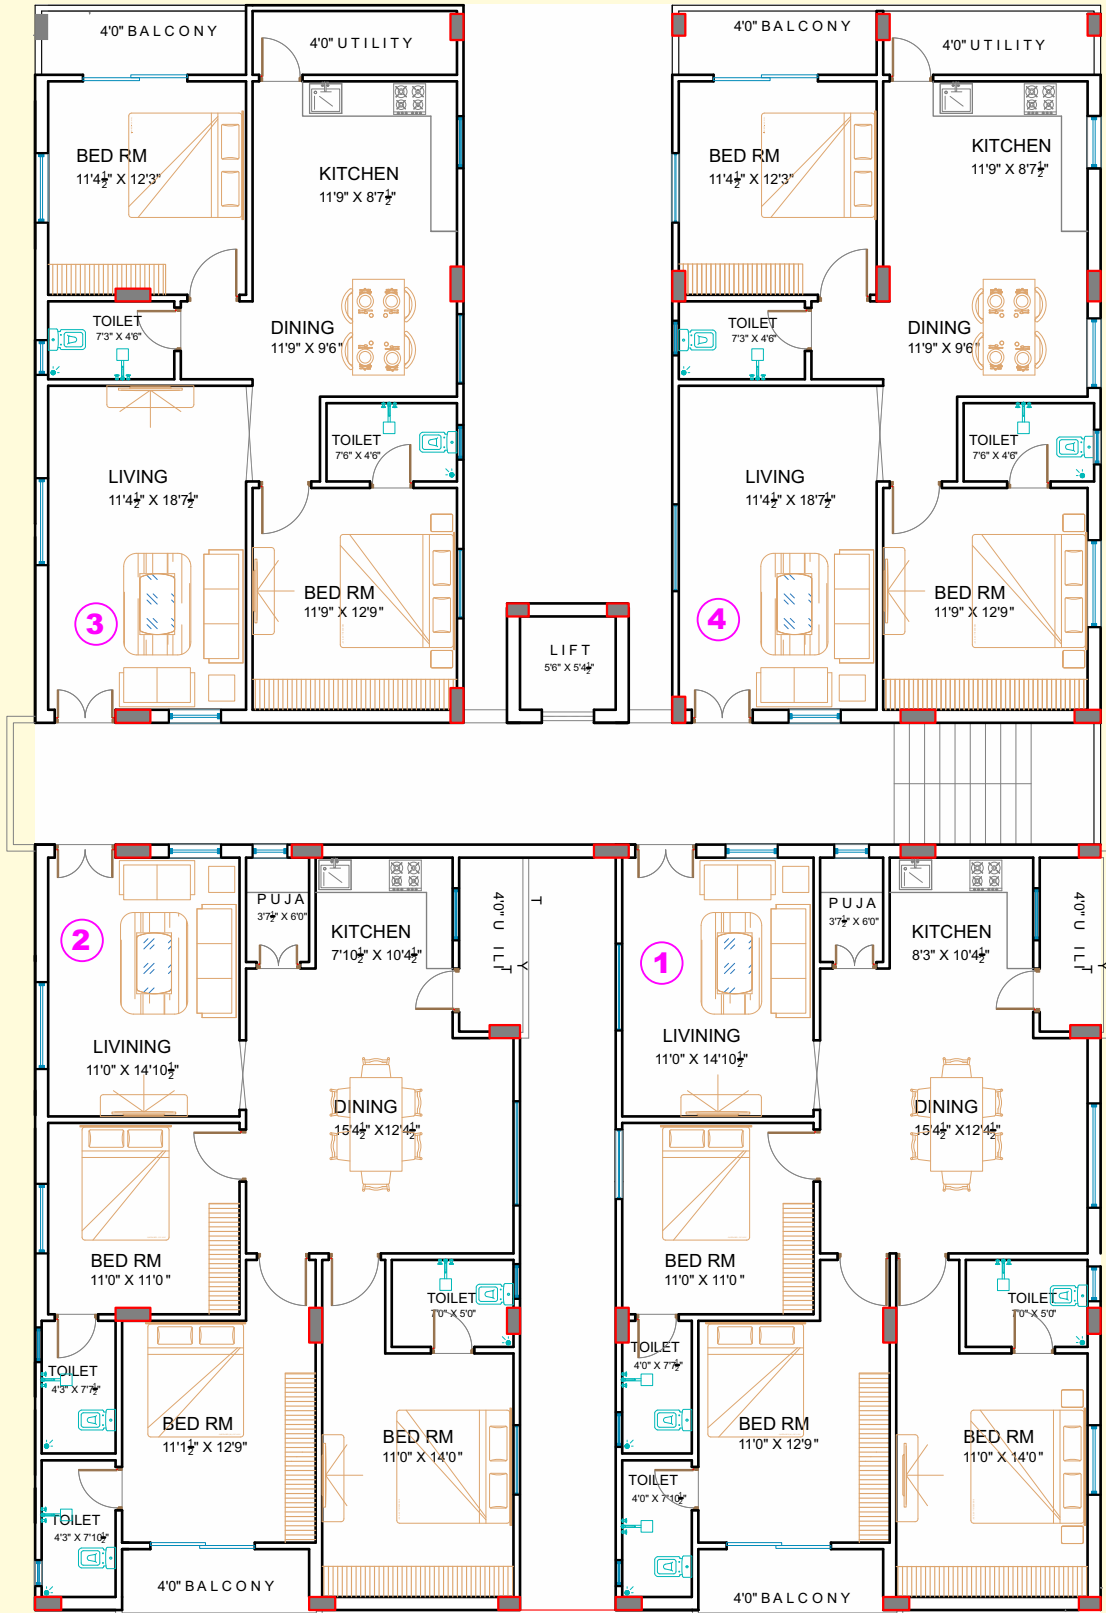 4'0" BALCONY
4'0" UTILITY
BED RM
11'4½" X 12'3"
KITCHEN
11'9" X 8'7½"
TOILET
7'3" X 4'6"
DINING
11'9" X 9'6"
TOILET
7'6" X 4'6"
LIVING
11'4½" X 18'7½"
BED RM
11'9" X 12'9"
3
4'0" BALCONY
4'0" UTILITY
BED RM
11'4½" X 12'3"
KITCHEN
11'9" X 8'7½"
TOILET
7'3" X 4'6"
DINING
11'9" X 9'6"
TOILET
7'6" X 4'6"
LIVING
11'4½" X 18'7½"
BED RM
11'9" X 12'9"
4
LIFT
5'6" X 5'4½"
PUJA
3'7½" X 6'0"
2
KITCHEN
7'10½" X 10'4½"
4'0" UTILITY
LIVINING
11'0" X 14'10½"
DINING
15'4½" X12'4½"
BED RM
11'0" X 11'0"
TOILET
7'0" X 5'0"
TOILET
4'3" X 7'7½"
BED RM
11'1½" X 12'9"
BED RM
11'0" X 14'0"
TOILET
4'3" X 7'10½"
4'0" BALCONY
PUJA
3'7½" X 6'0"
1
KITCHEN
8'3" X 10'4½"
4'0" UTILITY
LIVINING
11'0" X 14'10½"
DINING
15'4½" X12'4½"
BED RM
11'0" X 11'0"
TOILET
7'0" X 5'0"
TOILET
4'0" X 7'7½"
BED RM
11'0" X 12'9"
BED RM
11'0" X 14'0"
TOILET
4'0" X 7'10½"
4'0" BALCONY